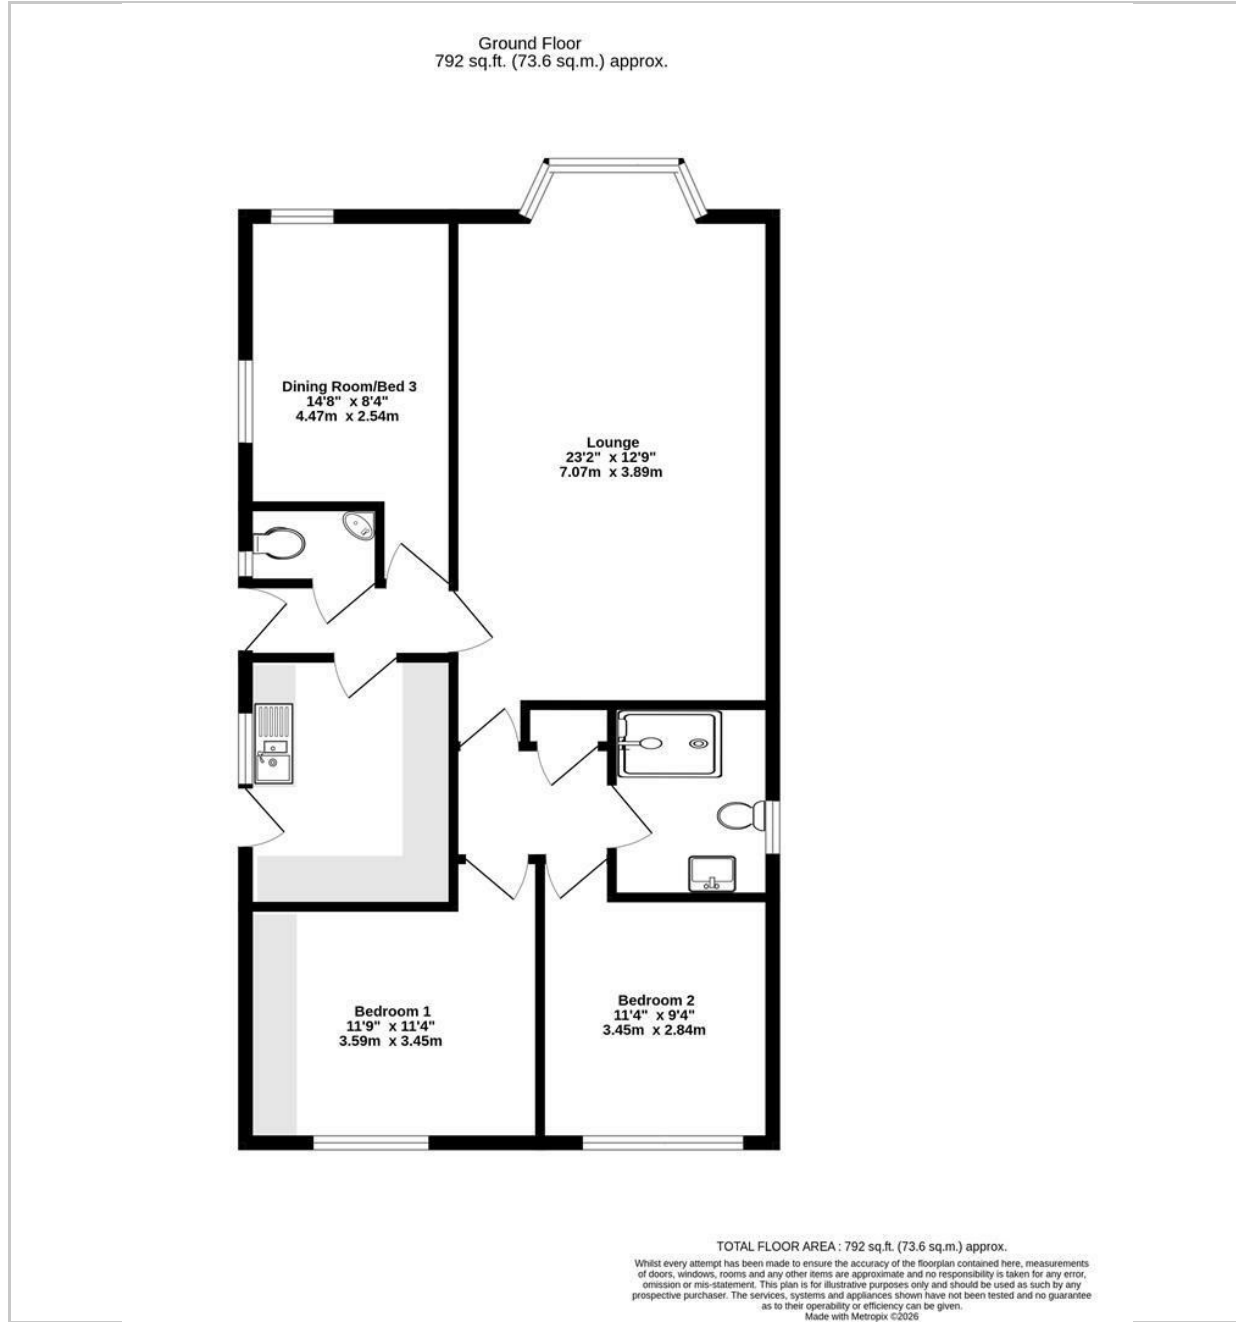 Ground Floor
792 sq.ft. (73.6 sq.m.) approx.
Dining Room/Bed 3
14'8" x 8'4"
4.47m x 2.54m
Lounge
23'2" x 12'9"
7.07m x 3.89m
Bedroom 1
11'9" x 11'4"
3.59m x 3.45m
Bedroom 2
11'4" x 9'4"
3.45m x 2.84m
TOTAL FLOOR AREA : 792 sq.ft. (73.6 sq.m.) approx.
Whilst every attempt has been made to ensure the accuracy of the floorplan contained here, measurements
of doors, windows, rooms and any other items are approximate and no responsibility is taken for any error,
omission or mis-statement. This plan is for illustrative purposes only and should be used as such by any
prospective purchaser. The services, systems and appliances shown have not been tested and no guarantee
as to their operability or efficiency can be given.
Made with Metropix ©2026